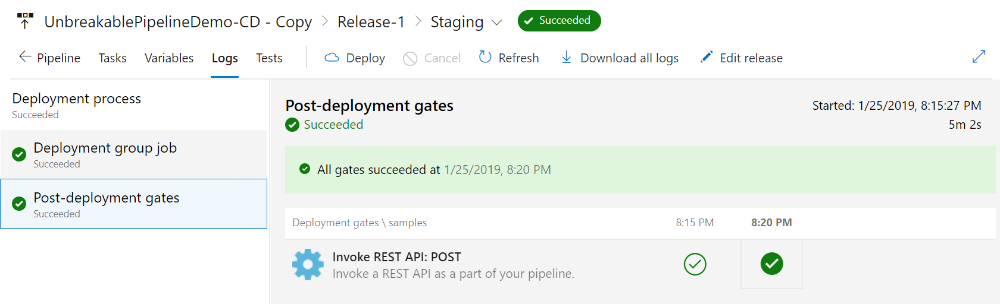 UnbreakablePipelineDemo-CD - Copy > Release-1 > Staging Succeeded
Pipeline Tasks Variables Logs Tests Deploy Cancel Refresh Download all logs Edit release
Deployment process
Succeeded
Deployment group job
Succeeded
Post-deployment gates
Succeeded
Post-deployment gates
Started: 1/25/2019, 8:15:27 PM
Succeeded
5m 2s
All gates succeeded at 1/25/2019, 8:20 PM
Deployment gates \ samples 8:15 PM 8:20 PM
Invoke REST API: POST
Invoke a REST API as a part of your pipeline.